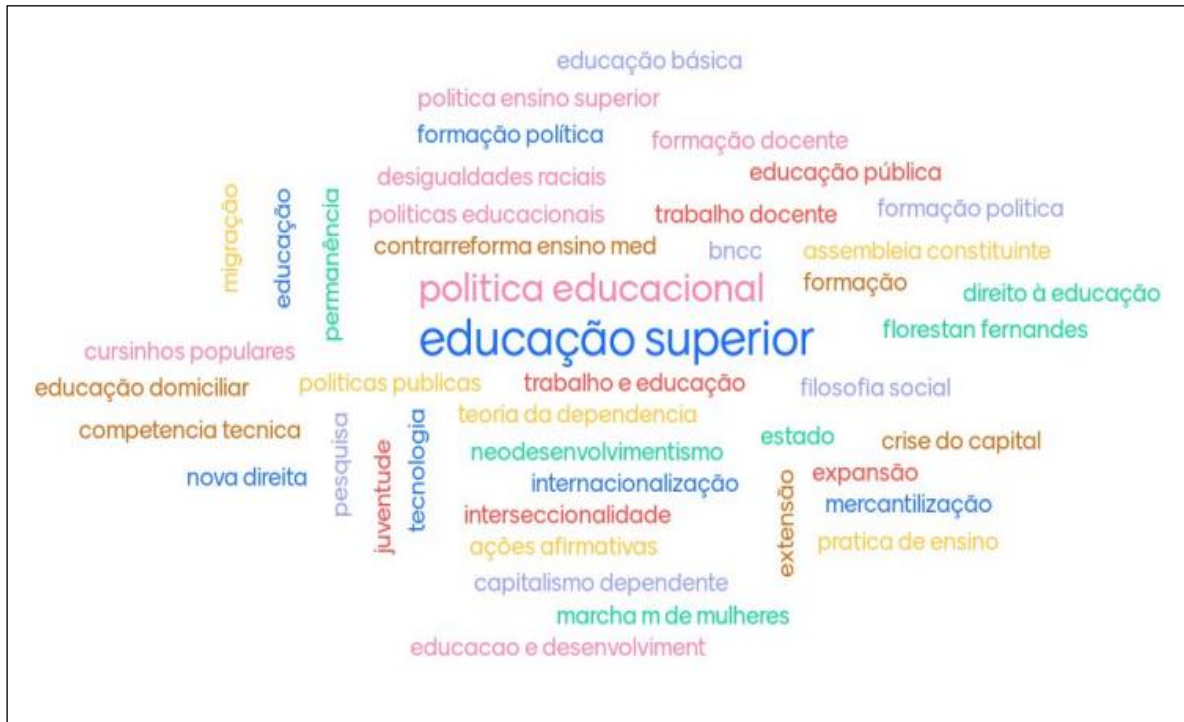 educação básica
politica ensino superior
formação política
formação docente
desigualdades raciais
educação pública
migração
educação
permanência
politicas educacionais
trabalho docente
formação politica
contrarreforma ensino med
bncc
assembleia constituinte
politica educacional
formação
direito à educação
educação superior
florestan fernandes
cursinhos populares
educação domiciliar
politicas publicas
trabalho e educação
filosofia social
competencia tecnica
teoria da dependencia
nova direita
pesquisa
juventude
tecnologia
neodesenvolvimentismo
estado
crise do capital
internacionalização
expansão
interseccionalidade
extensão
mercantilização
ações afirmativas
pratica de ensino
capitalismo dependente
marcha m de mulheres
educacao e desenvolviment